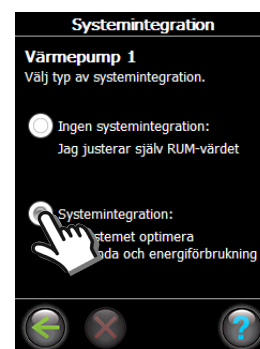 Systemintegration
Värmepump 1
Välj typ av systemintegration.
Ingen systemintegration:
Jag justerar själv RUM-värdet
Systemintegration:
optimera
och energiförbrukning
?